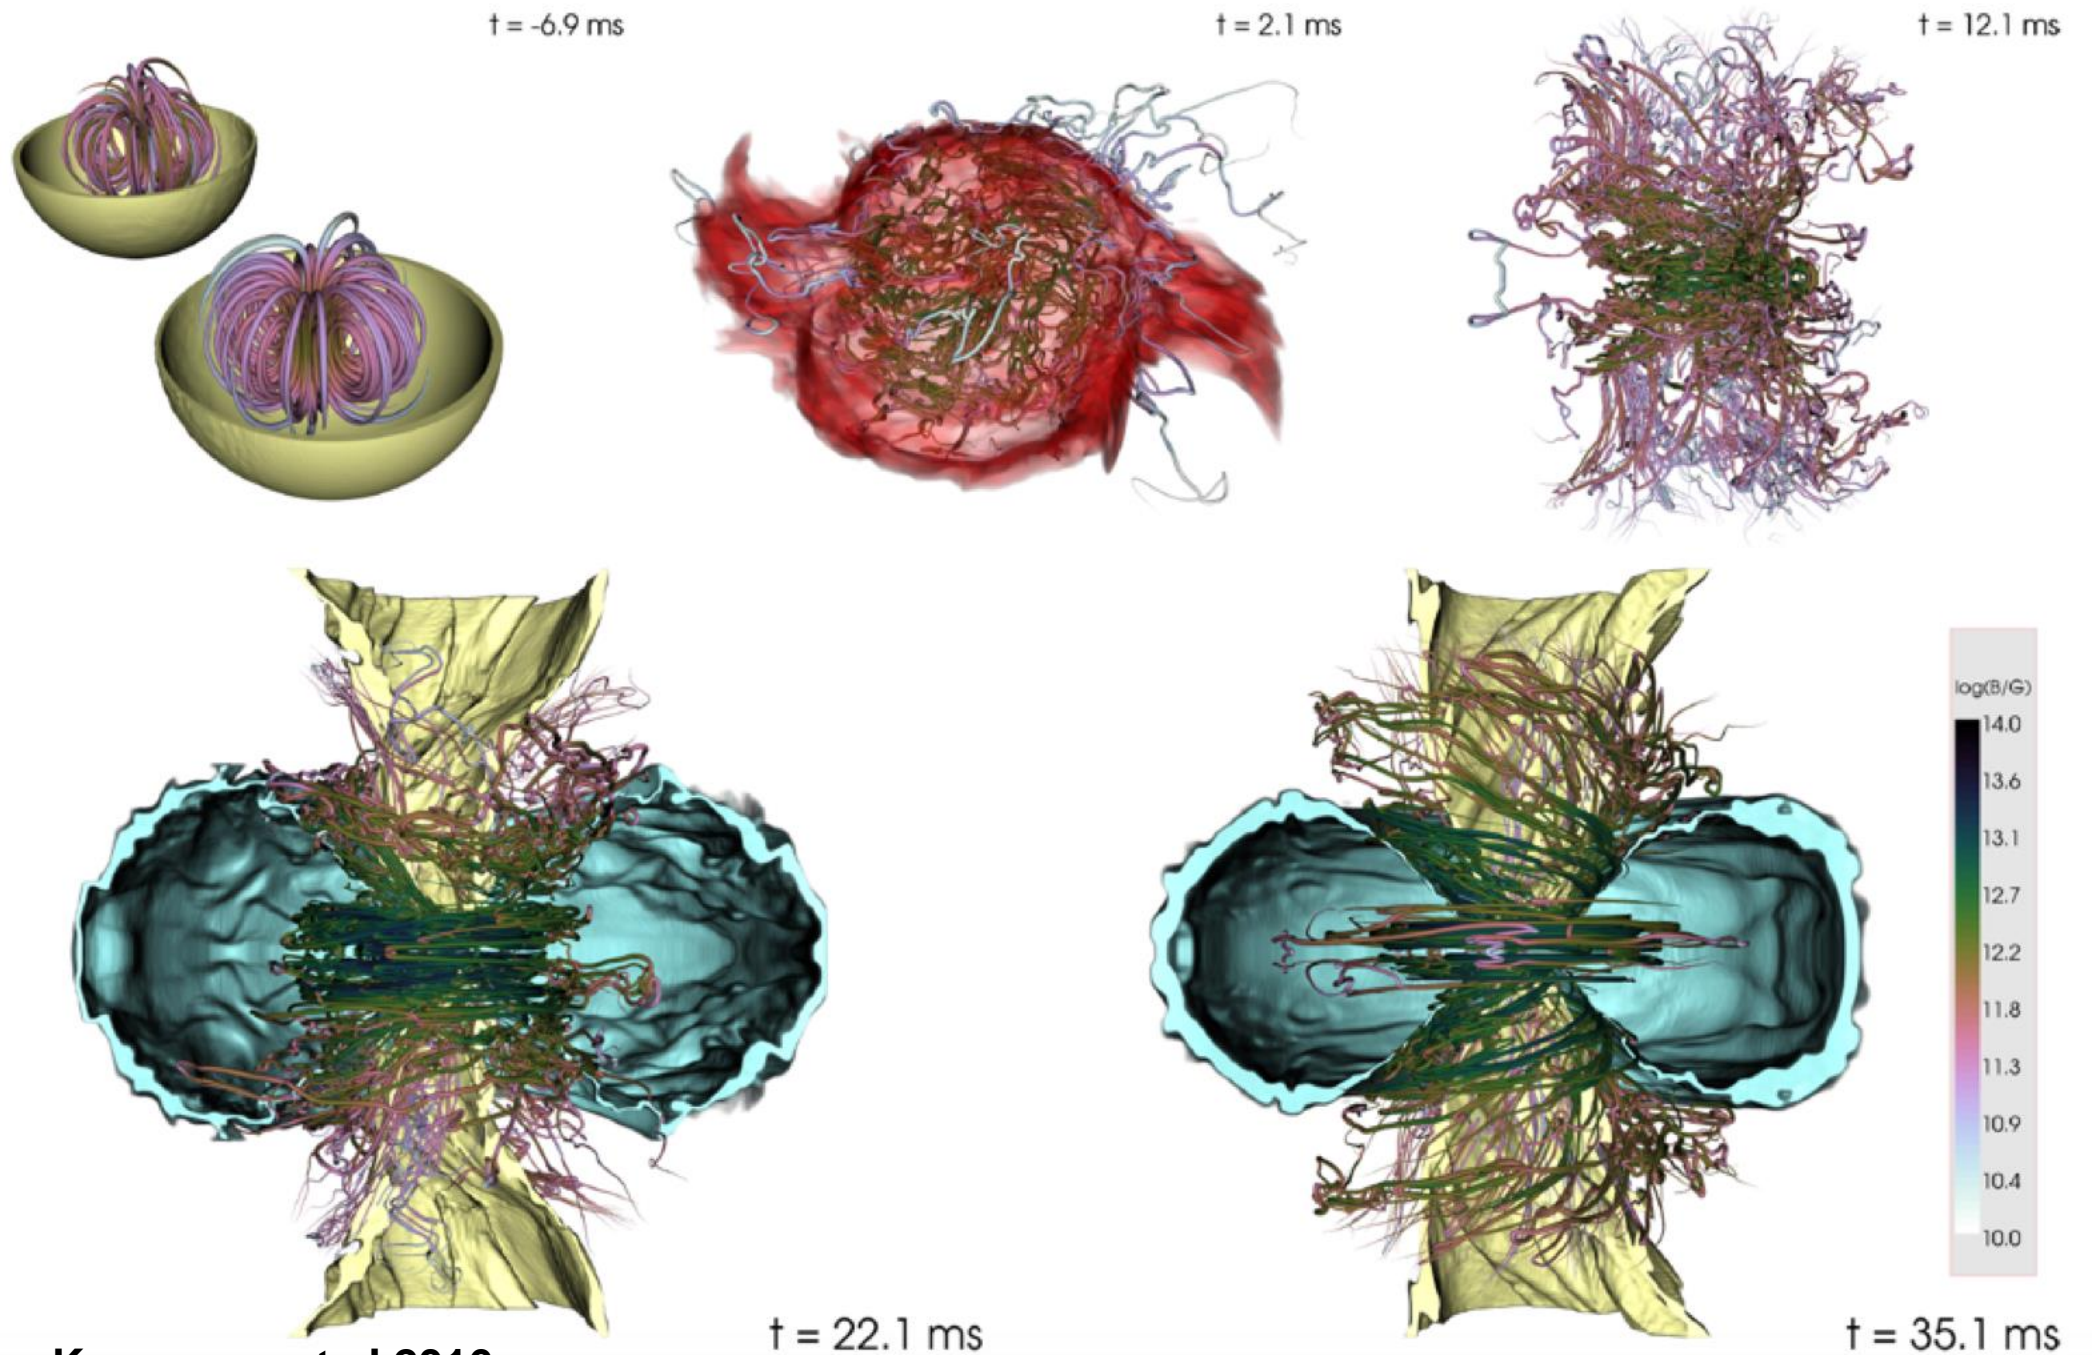 t = -6.9 ms
t = 2.1 ms
t = 12.1 ms
log(B/G)
14.0
13.6
13.1
12.7
12.2
11.8
11.3
10.9
10.4
10.0
t = 22.1 ms
t = 35.1 ms